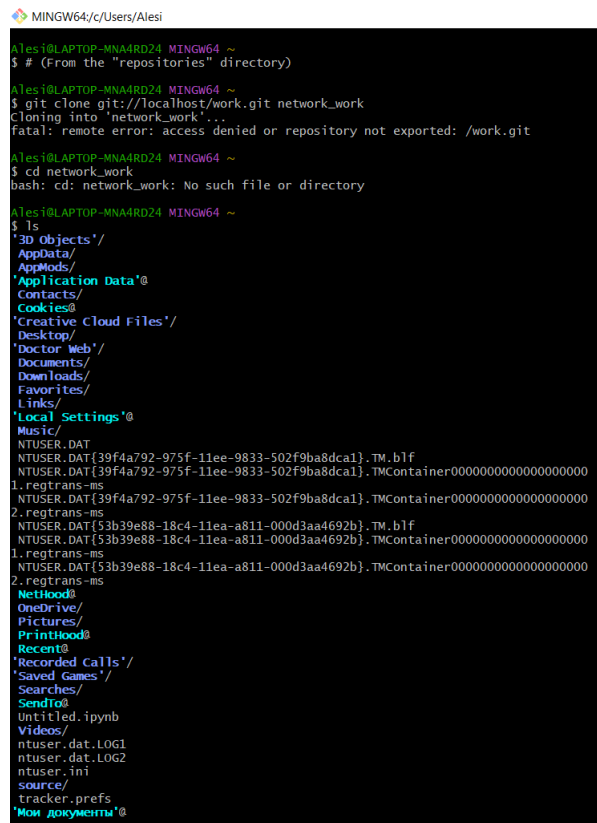 MINGW64:/c/Users/Alesi
Alesi@LAPTOP-MNA4RD24 MINGW64 ~
$ # (From the "repositories" directory)
Alesi@LAPTOP-MNA4RD24 MINGW64 ~
$ git clone git://localhost/work.git network_work
Cloning into 'network_work'...
fatal: remote error: access denied or repository not exported: /work.git
Alesi@LAPTOP-MNA4RD24 MINGW64 ~
$ cd network_work
bash: cd: network_work: No such file or directory
Alesi@LAPTOP-MNA4RD24 MINGW64 ~
$ ls
'3D Objects'/
AppData/
AppMods/
'Application Data'@
Contacts/
Cookies@
'Creative Cloud Files'/
Desktop/
'Doctor Web'/
Documents/
Downloads/
Favorites/
Links/
'Local Settings'@
Music/
NTUSER.DAT
NTUSER.DAT{39f4a792-975f-11ee-9833-502f9ba8dca1}.TM.blf
NTUSER.DAT{39f4a792-975f-11ee-9833-502f9ba8dca1}.TMContainer0000000000000000000
1.regtrans-ms
NTUSER.DAT{39f4a792-975f-11ee-9833-502f9ba8dca1}.TMContainer0000000000000000000
2.regtrans-ms
NTUSER.DAT{53b39e88-18c4-11ea-a811-000d3aa4692b}.TM.blf
NTUSER.DAT{53b39e88-18c4-11ea-a811-000d3aa4692b}.TMContainer0000000000000000000
1.regtrans-ms
NTUSER.DAT{53b39e88-18c4-11ea-a811-000d3aa4692b}.TMContainer0000000000000000000
2.regtrans-ms
NetHood@
OneDrive/
Pictures/
PrintHood@
Recent@
'Recorded Calls'/
'Saved Games'/
Searches/
SendTo@
Untitled.ipynb
Videos/
ntuser.dat.LOG1
ntuser.dat.LOG2
ntuser.ini
source/
tracker.prefs
'Мои документы'@